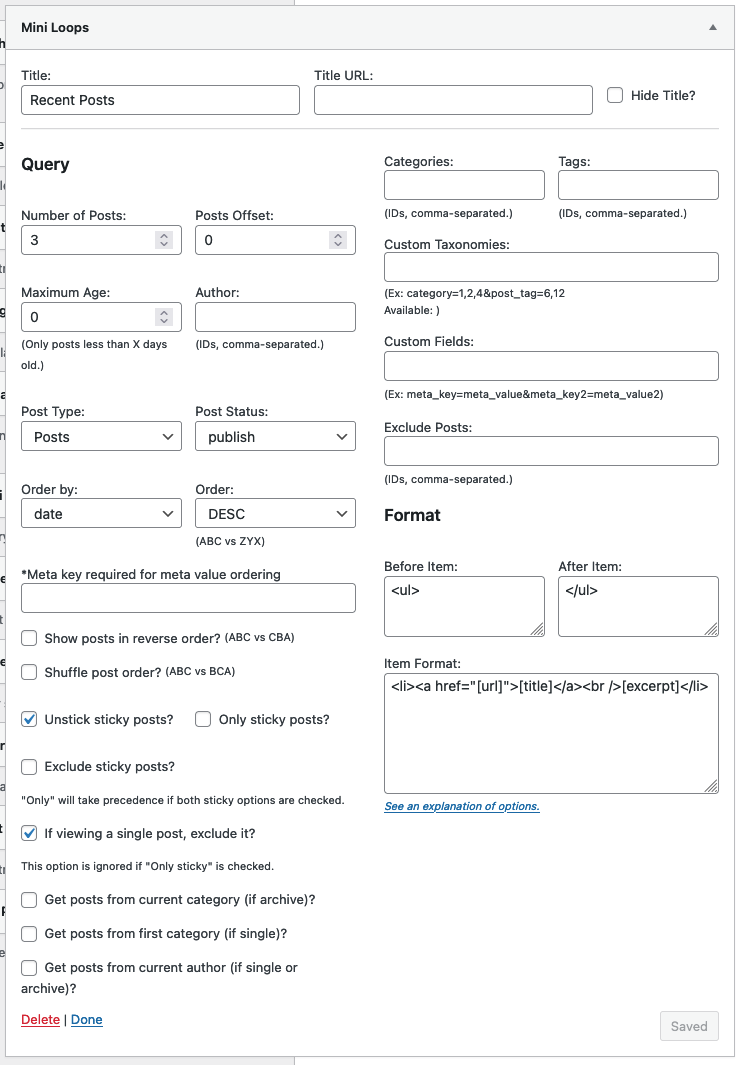 Mini Loops
Title:
Recent Posts
Title URL:
Hide Title?
Query
Number of Posts:
3
Posts Offset:
0
Maximum Age:
0
(Only posts less than X days
old.)
Author:
(IDs, comma-separated.)
Post Type:
Posts
Post Status:
publish
Order by:
date
Order:
DESC
(ABC vs ZYX)
*Meta key required for meta value ordering
Show posts in reverse order? (ABC vs CBA)
Shuffle post order? (ABC vs BCA)
Unstick sticky posts?
Only sticky posts?
Exclude sticky posts?
"Only" will take precedence if both sticky options are checked.
If viewing a single post, exclude it?
This option is ignored if "Only sticky" is checked.
Get posts from current category (if archive)?
Get posts from first category (if single)?
Get posts from current author (if single or
archive)?
Delete | Done
Categories:
(IDs, comma-separated.)
Tags:
(IDs, comma-separated.)
Custom Taxonomies:
(Ex: category=1,2,4&post_tag=6,12
Available: )
Custom Fields:
(Ex: meta_key=meta_value&meta_key2=meta_value2)
Exclude Posts:
(IDs, comma-separated.)
Format
Before Item:
<ul>
After Item:
</ul>
Item Format:
<li><a href="[url]">[title]</a><br />[excerpt]</li>
See an explanation of options.
Saved